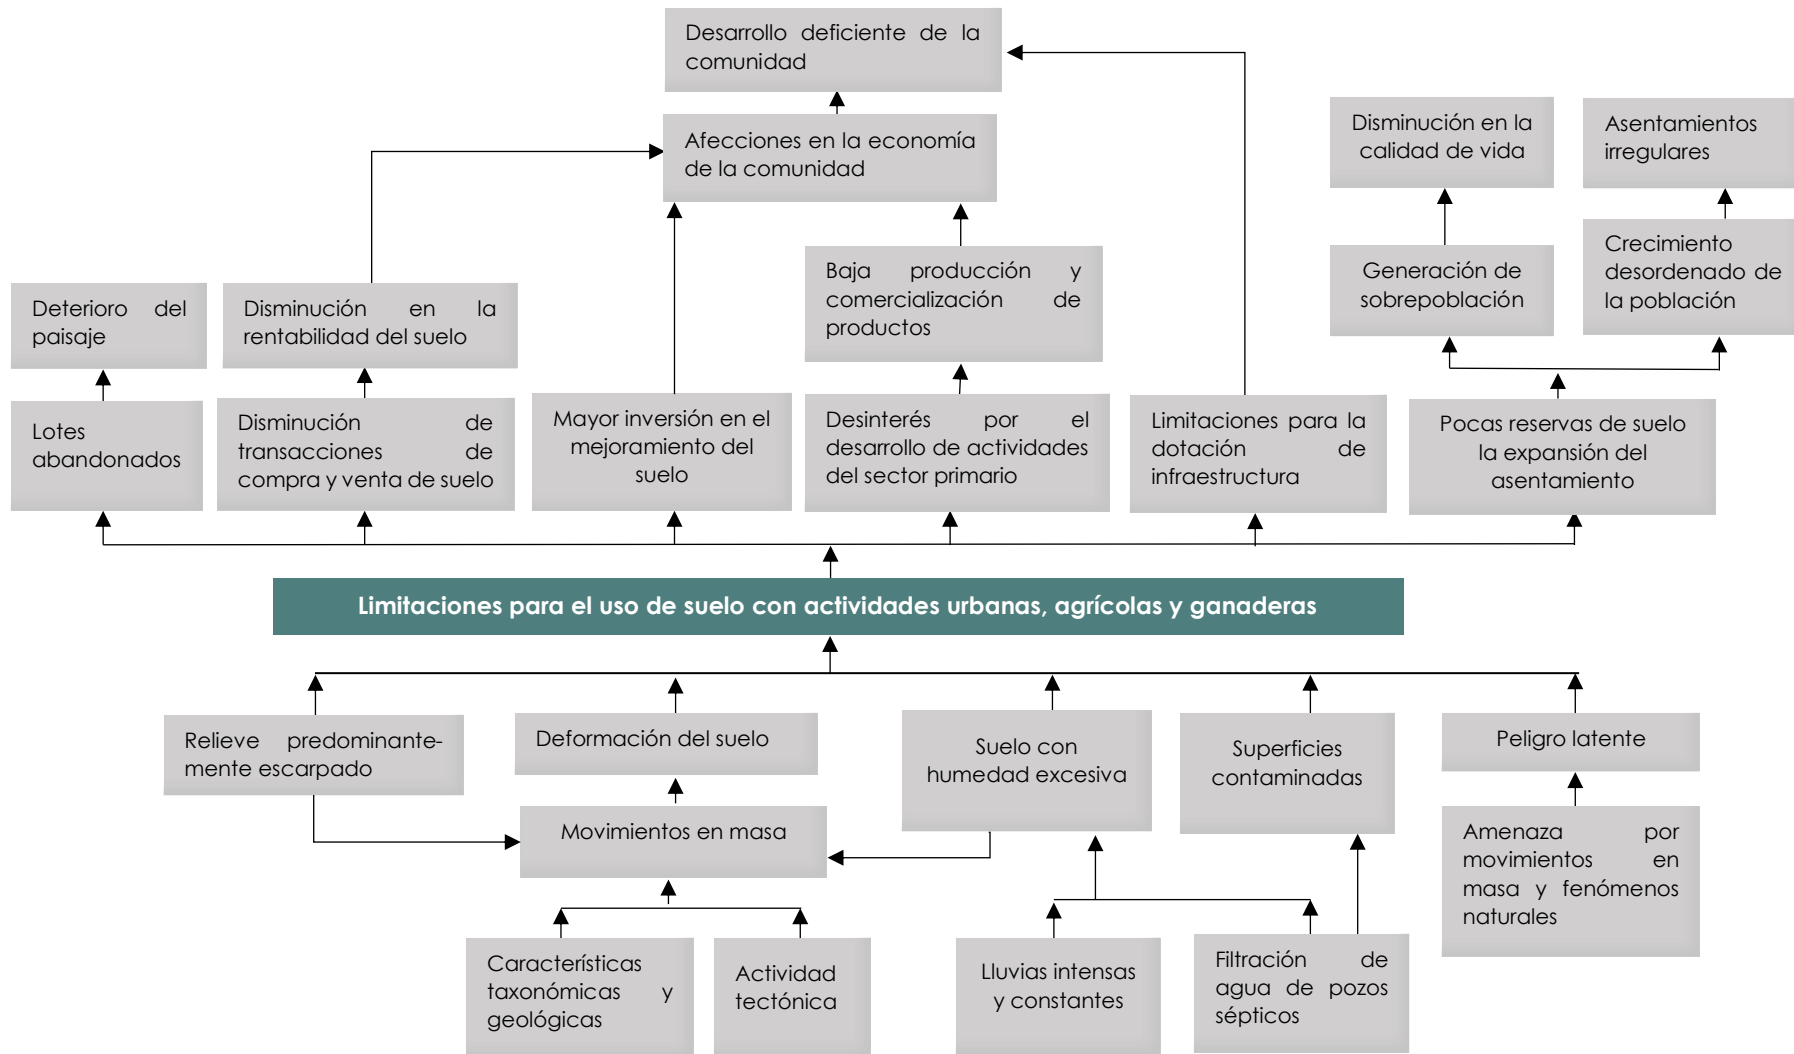 Desarrollo deficiente de la
comunidad
Afecciones en la economía
de la comunidad
Disminución en la
calidad de vida
Asentamientos
irregulares
Deterioro del
paisaje
Disminución en la
rentabilidad del suelo
Baja producción y
comercialización de
productos
Generación de
sobrepoblación
Crecimiento
desordenado de
la población
Lotes
abandonados
Disminución de
transacciones de
compra y venta de suelo
Mayor inversión en el
mejoramiento del
suelo
Desinterés por el
desarrollo de actividades
del sector primario
Limitaciones para la
dotación de
infraestructura
Pocas reservas de suelo
la expansión del
asentamiento
Limitaciones para el uso de suelo con actividades urbanas, agrícolas y ganaderas
Relieve predominante-
mente escarpado
Deformación del suelo
Suelo con
humedad excesiva
Superficies
contaminadas
Peligro latente
Movimientos en masa
Amenaza por
movimientos en
masa y fenómenos
naturales
Características
taxonómicas y
geológicas
Actividad
tectónica
Lluvias intensas
y constantes
Filtración de
agua de pozos
sépticos